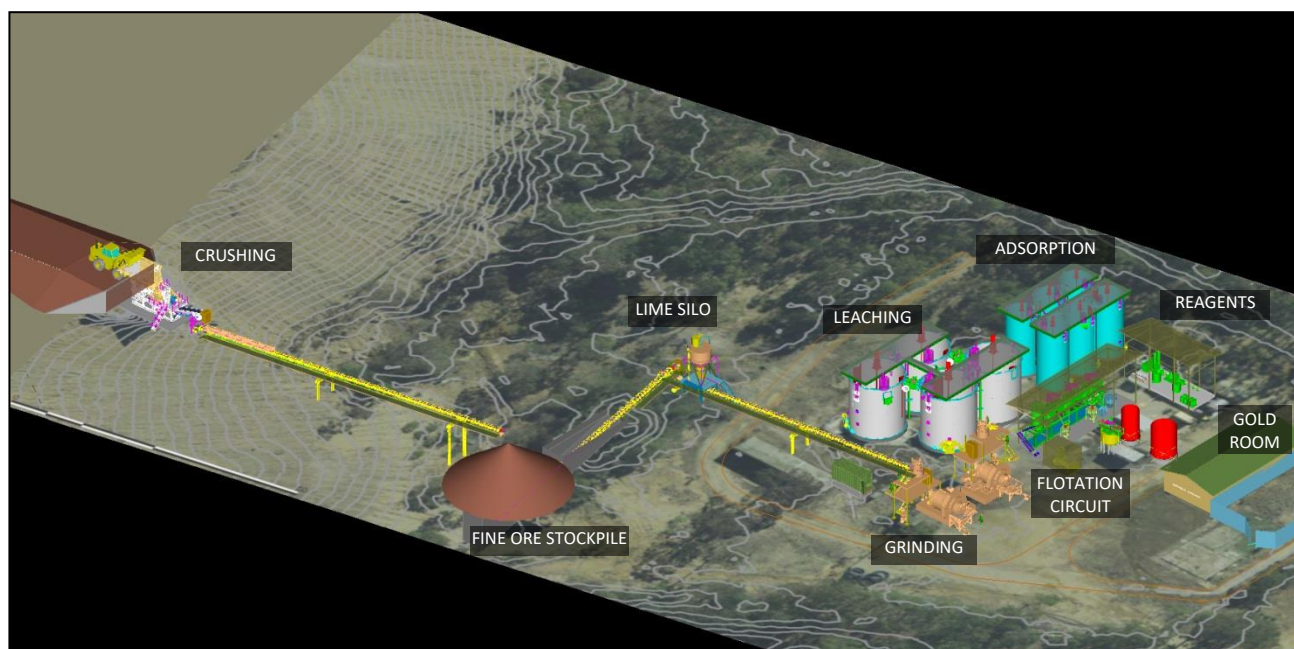 CRUSHING
ADSORPTION
LIME SILO
LEACHING
REAGENTS
GOLD
ROOM
FLOTATION
CIRCUIT
FINE ORE STOCKPILE
GRINDING